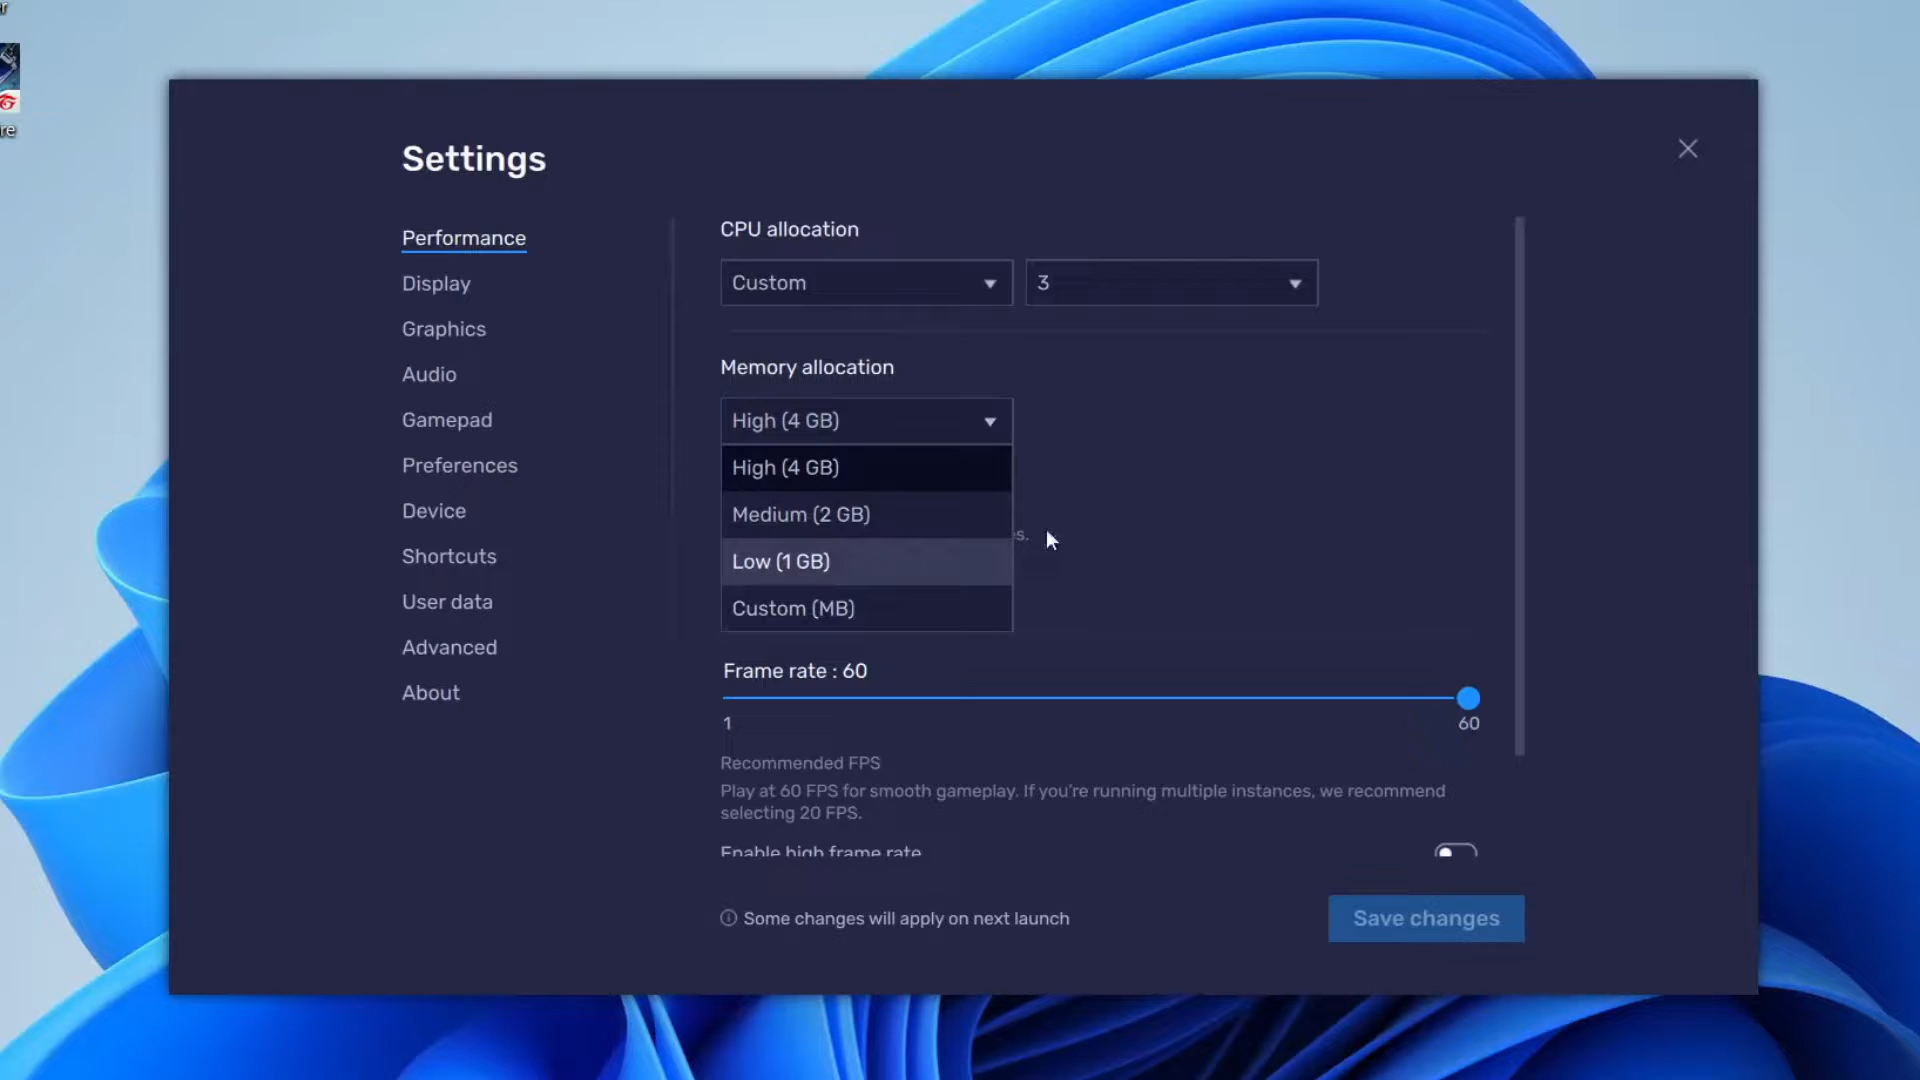 r
re
Settings
Performance
Display
Graphics
Audio
Gamepad
Preferences
Device
Shortcuts
User data
Advanced
About
CPU allocation
Custom 3
Memory allocation
High (4 GB)
High (4 GB)
Medium (2 GB)
s.
Low (1 GB)
Custom (MB)
Frame rate : 60
1 60
Recommended FPS
Play at 60 FPS for smooth gameplay. If you're running multiple instances, we recommend
selecting 20 FPS.
Enable high frame rate
Some changes will apply on next launch
Save changes